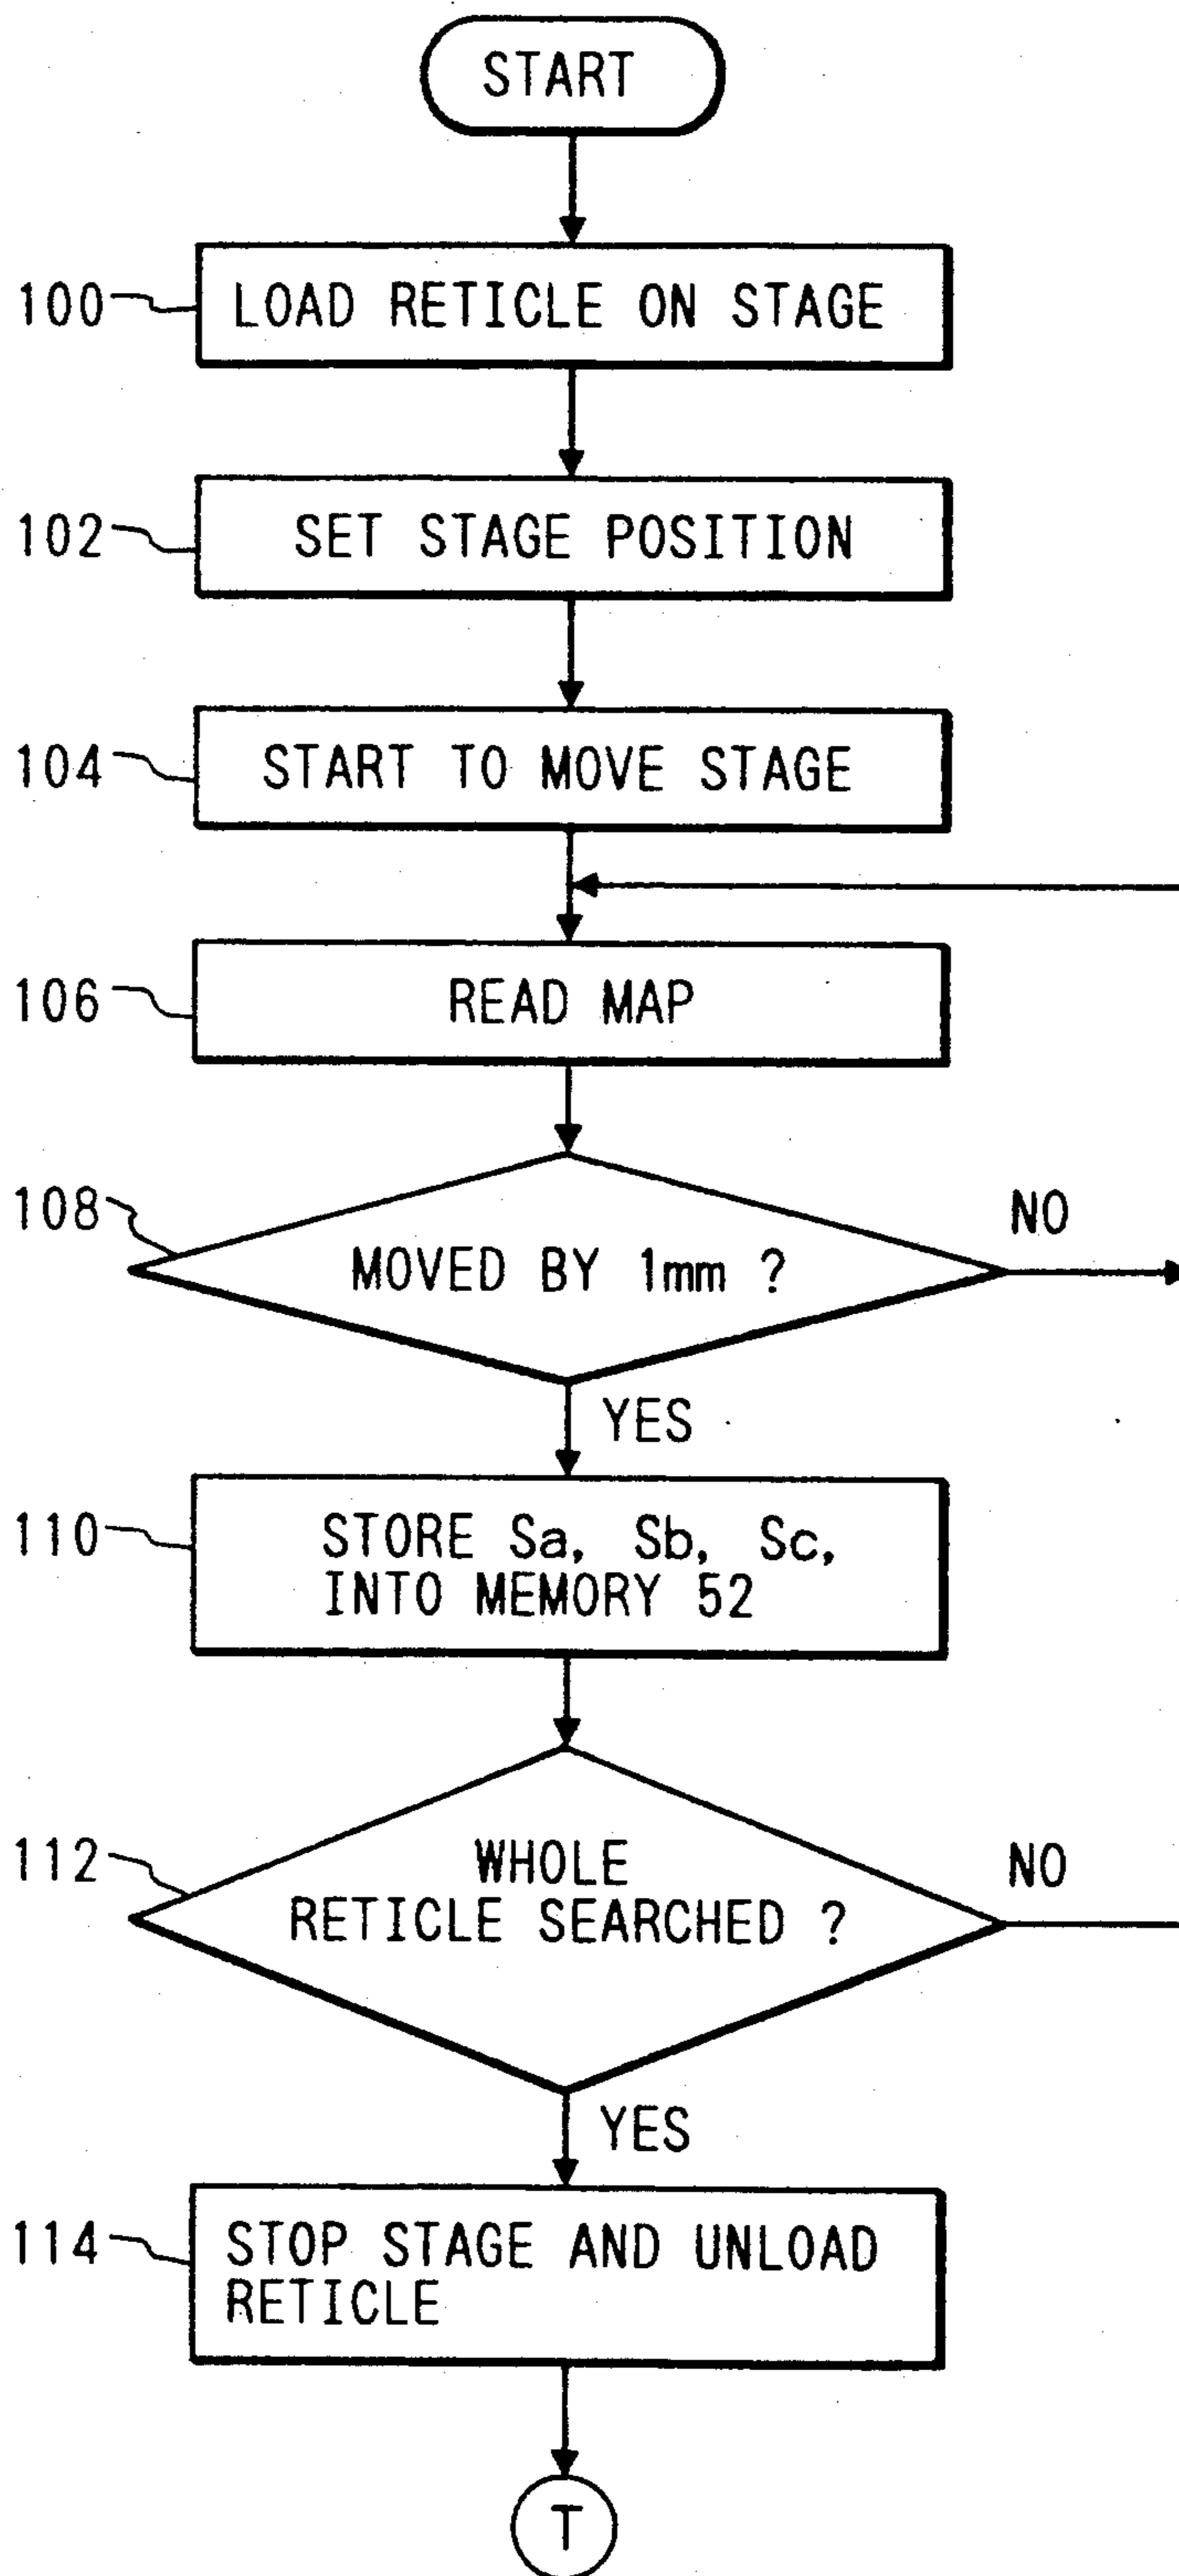 START
100
LOAD RETICLE ON STAGE
102
SET STAGE POSITION
104
START TO MOVE STAGE
106
READ MAP
108
MOVED BY 1mm ?
NO
YES
110
STORE Sa, Sb, Sc,
INTO MEMORY 52
112
WHOLE
RETICLE SEARCHED ?
NO
YES
114
STOP STAGE AND UNLOAD
RETICLE
T